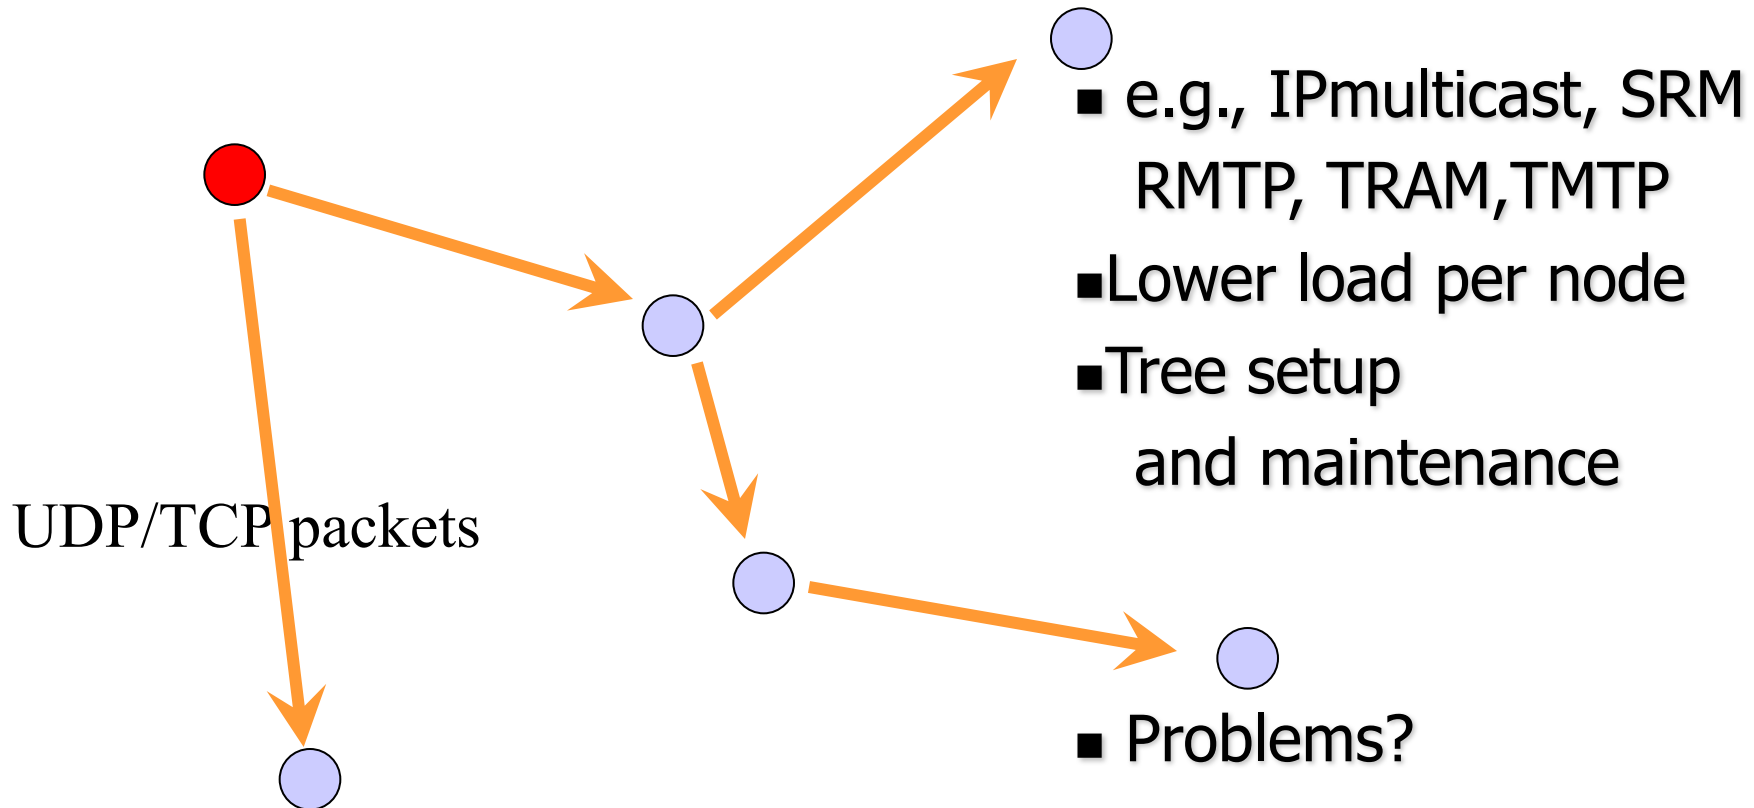 ■ e.g., IPmulticast, SRM
RMTP, TRAM,TMTP
■Lower load per node
■Tree setup
and maintenance
UDP/TCP packets
■ Problems?